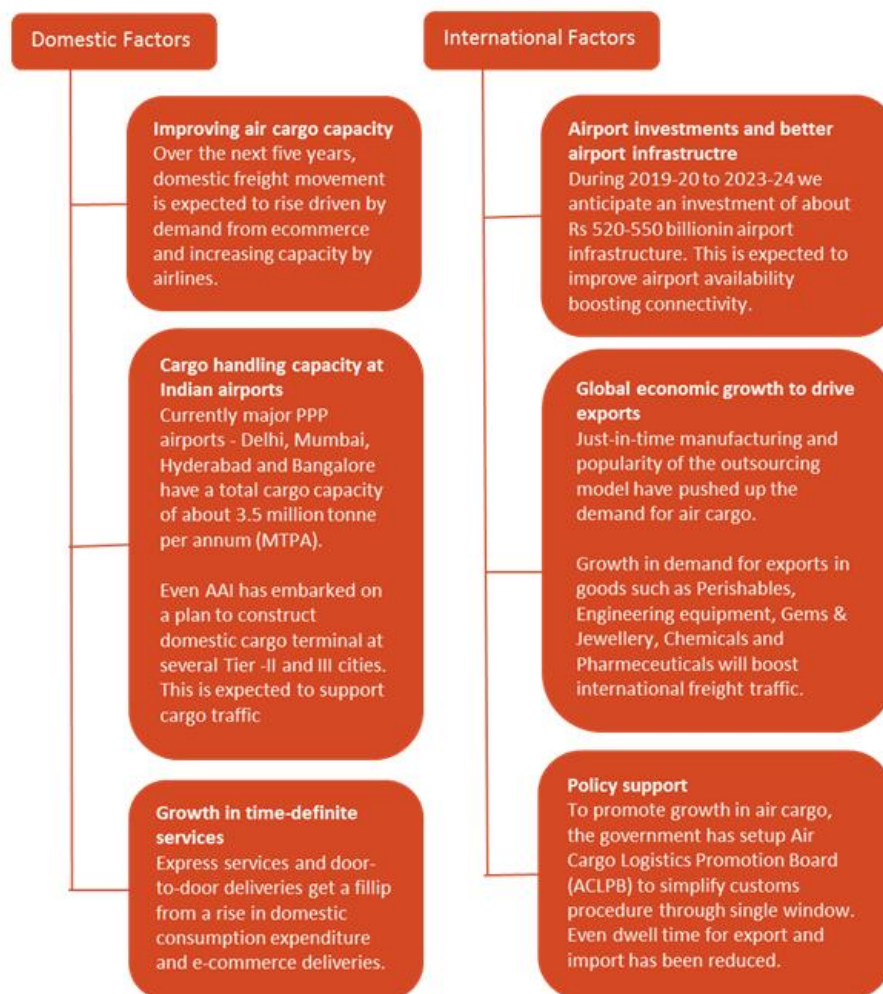 Domestic Factors
Improving air cargo capacity
Over the next five years,
domestic freight movement
is expected to rise driven by
demand from ecommerce
and increasing capacity by
airlines.
Cargo handling capacity at
Indian airports
Currently major PPP
airports - Delhi, Mumbai,
Hyderabad and Bangalore
have a total cargo capacity
of about 3.5 million tonne
per annum (MTPA).
Even AAI has embarked on
a plan to construct
domestic cargo terminal at
several Tier -II and III cities.
This is expected to support
cargo traffic
Growth in time-definite
services
Express services and door-
to-door deliveries get a fillip
from a rise in domestic
consumption expenditure
and e-commerce deliveries.
International Factors
Airport investments and better
airport infrastructre
During 2019-20 to 2023-24 we
anticipate an investment of about
Rs 520-550 billionin airport
infrastructure. This is expected to
improve airport availability
boosting connectivity.
Global economic growth to drive
exports
Just-in-time manufacturing and
popularity of the outsourcing
model have pushed up the
demand for air cargo.
Growth in demand for exports in
goods such as Perishables,
Engineering equipment, Gems &
Jewellery, Chemicals and
Pharmeceuticals will boost
international freight traffic.
Policy support
To promote growth in air cargo,
the government has setup Air
Cargo Logistics Promotion Board
(ACLPB) to simplify customs
procedure through single window.
Even dwell time for export and
import has been reduced.